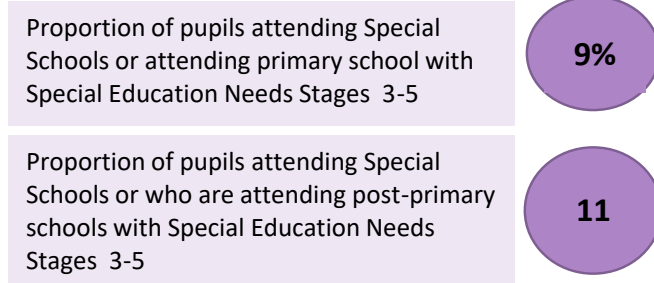 Proportion of pupils attending Special
Schools or attending primary school with
Special Education Needs Stages 3-5
9%
Proportion of pupils attending Special
Schools or who are attending post-primary
schools with Special Education Needs
Stages 3-5
11